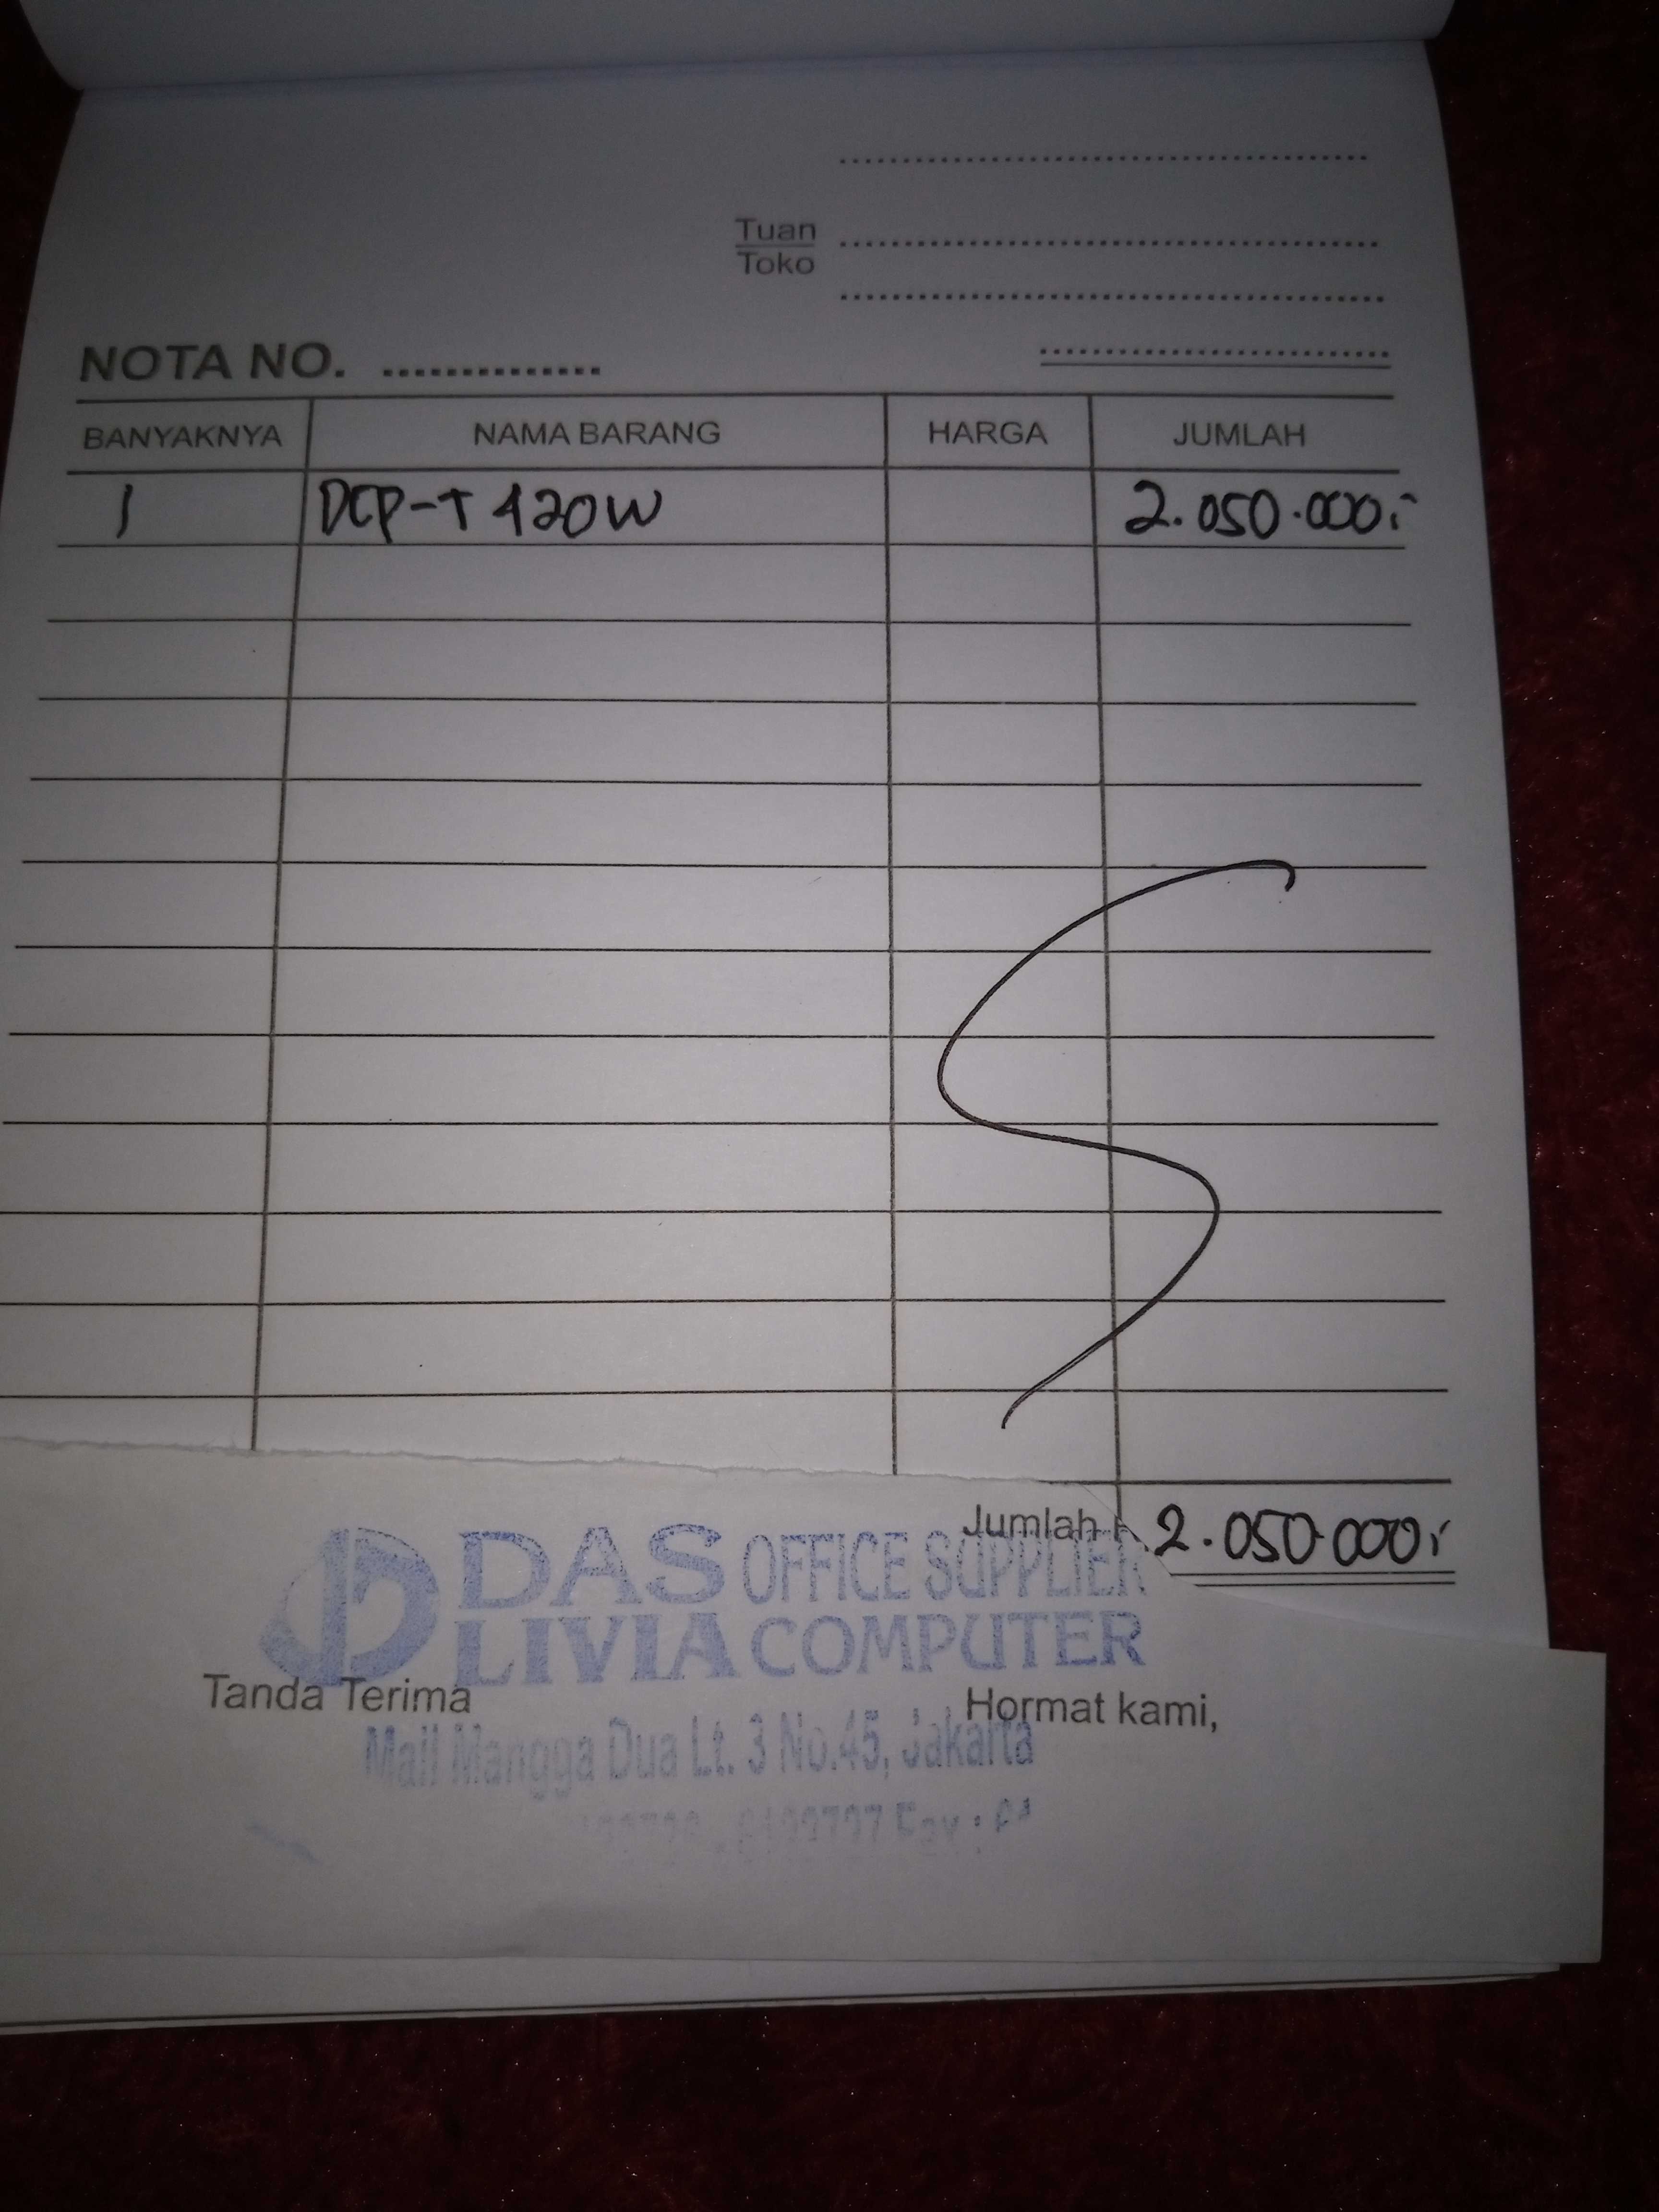 Tuan
Toko
NOTA NO. ...............
BANYAKNYA NAMA BARANG HARGA JUMLAH
1 DCP-T420W 2.050.000,-
Jumlah 2.050.000,-
DAS OFFICE SUPPLIER
LIVIA COMPUTER
Tanda Terima Hormat kami,
Mall Mangga Dua Lt. 3 No.45, Jakarta
Fax :